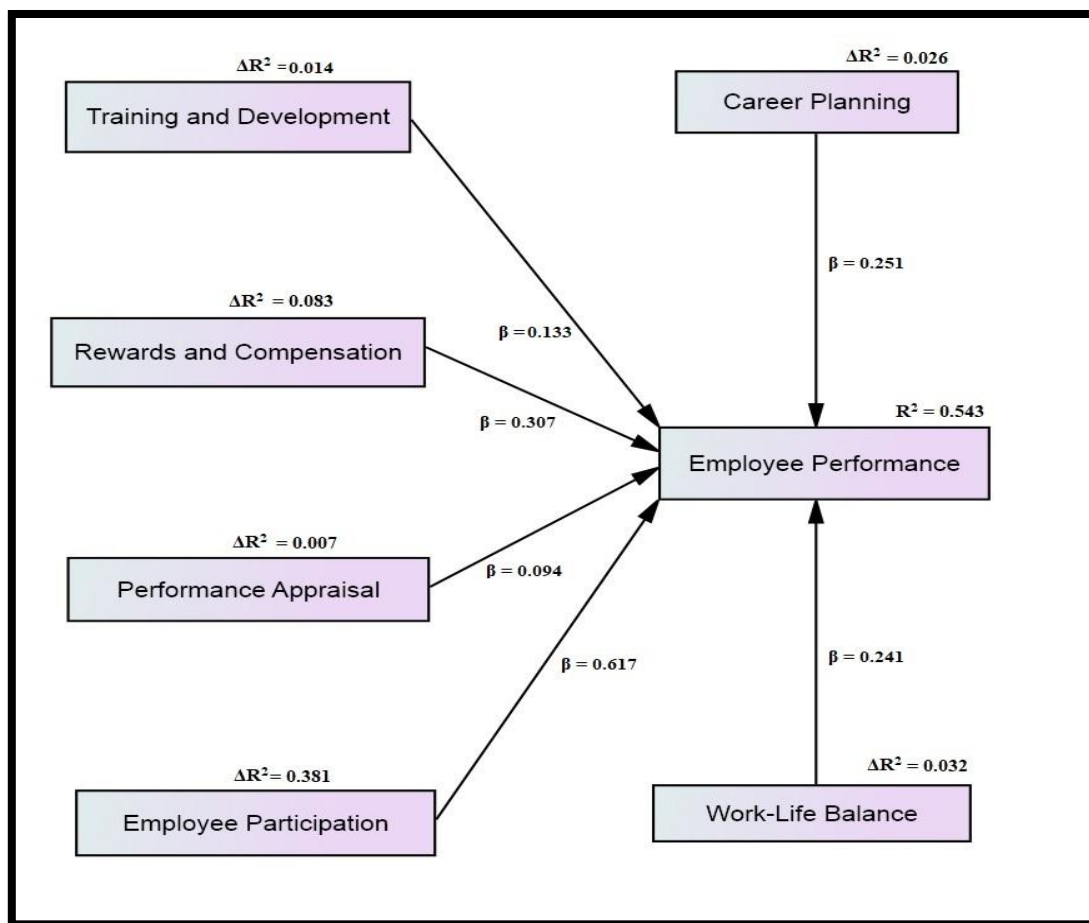 ΔR² =0.014
Training and Development
ΔR² = 0.026
Career Planning
β = 0.251
ΔR² = 0.083
Rewards and Compensation
β = 0.133
β = 0.307
R² = 0.543
Employee Performance
ΔR² = 0.007
Performance Appraisal
β = 0.094
β = 0.617
β = 0.241
ΔR²= 0.381
Employee Participation
ΔR² = 0.032
Work-Life Balance